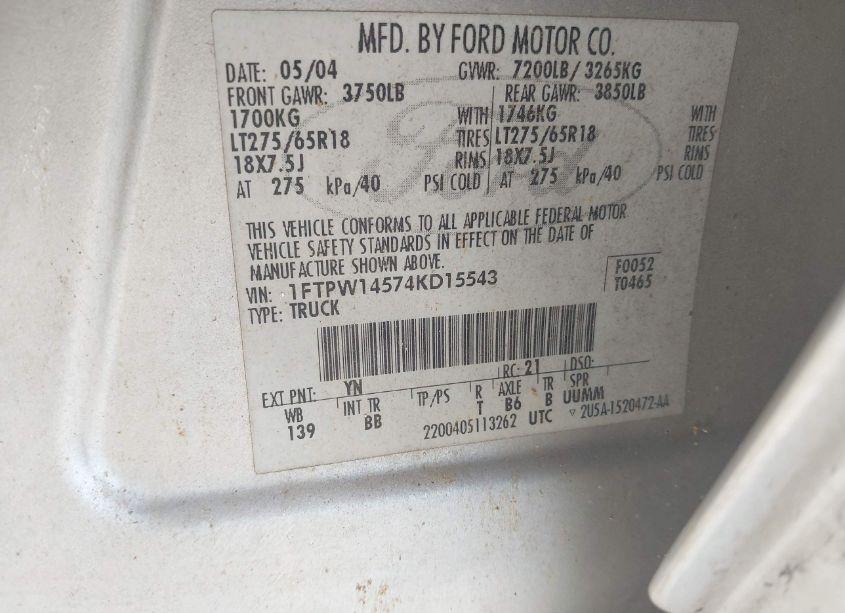 MFD. BY FORD MOTOR CO.
DATE: 05/04 GVWR: 7200LB/ 3265KG
FRONT GAWR: 3750LB REAR GAWR: 3850LB
1700KG WITH 1746KG WITH
LT275/65R18 TIRES LT275/65R18 TIRES
18X7.5J RIMS 18X7.5J RIMS
AT 275 kPa/40 PSI COLD AT 275 kPa/40 PSI COLD
Ford
THIS VEHICLE CONFORMS TO ALL APPLICABLE FEDERAL MOTOR
VEHICLE SAFETY STANDARDS IN EFFECT ON THE DATE OF
MANUFACTURE SHOWN ABOVE.
VIN: 1FTPW14574KD15543 F0052
TYPE: TRUCK T0465
EXT PNT: YN RC: 21 DSO:
WB INT TR TP/PS R AXLE TR SPR
139 BB T B6 B UUMM
2200405113262 UTC ▽ 2U5A-1520472-AA